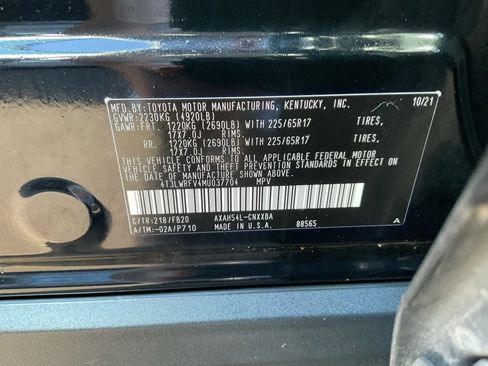 MFD.BY:TOYOTA MOTOR MANUFACTURING, KENTUCKY, INC. 10/21
GVWR:2230KG (4920LB)
GAWR:FRT. 1220KG (2690LB) WITH 225/65R17 TIRES,
17X7.0J RIMS.
RR. 1220KG (2690LB) WITH 225/65R17 TIRES,
17X7.0J RIMS.
THIS VEHICLE CONFORMS TO ALL APPLICABLE FEDERAL MOTOR
VEHICLE SAFETY AND THEFT PREVENTION STANDARDS IN EFFECT
ON THE DATE OF MANUFACTURE SHOWN ABOVE.
4T3LWRFV4MU037704 MPV
C/TR:218/FB20 AXAH54L-CNXXBA
A/TM:-02A/P710 MADE IN U.S.A. 88565 A